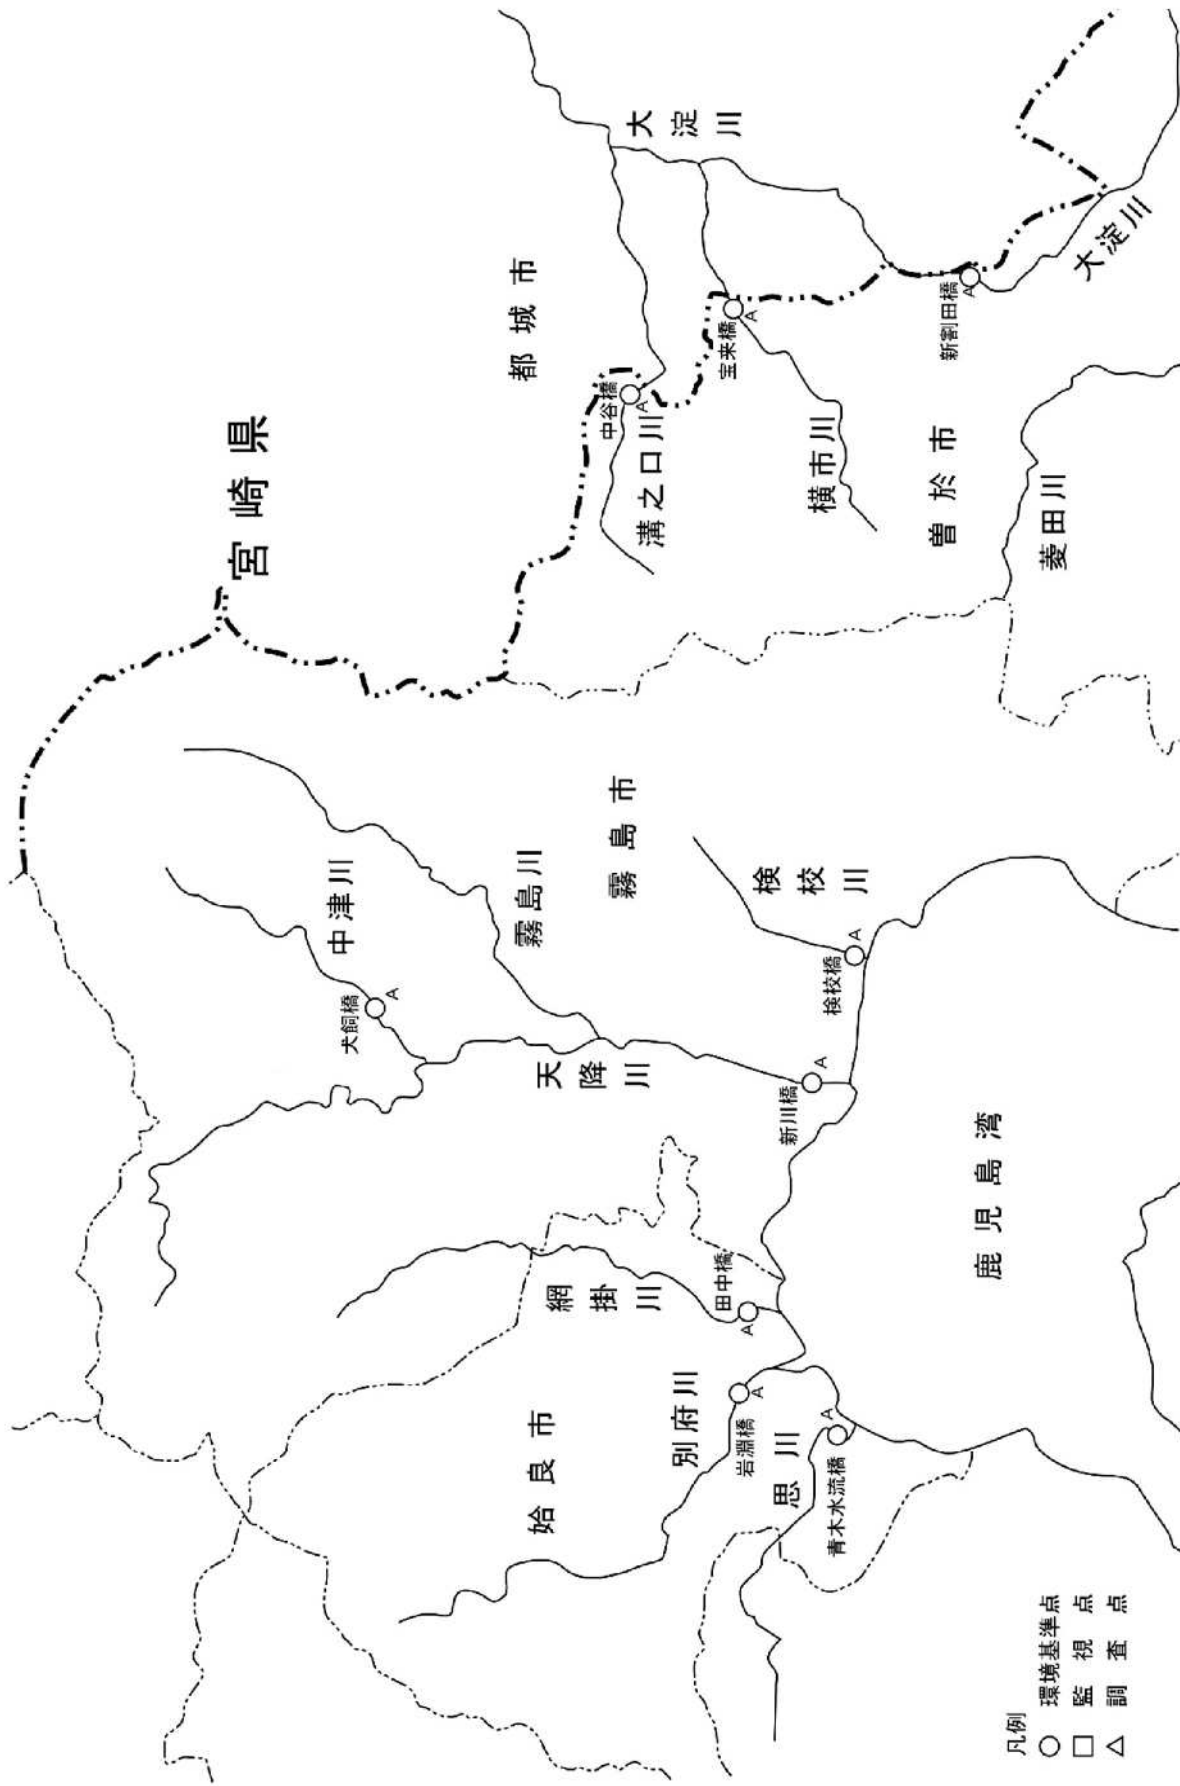 宮崎県
都城市
大淀川
中谷橋
A
溝之口川
宝来橋
A
横市川
新割田橋
A
大淀川
曽於市
菱田川
中津川
犬飼橋
A
霧島川
霧島市
天降川
検校川
検校橋
A
新川橋
A
網掛川
田中橋
A
姶良市
別府川
岩淵橋
A
思川
青木水流橋
A
鹿児島湾
凡例
○ 環境基準点
□ 監視点
△ 調査点